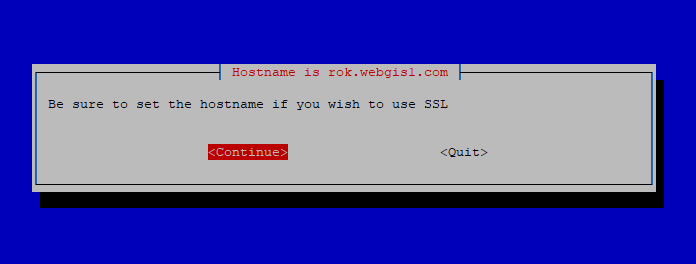 Hostname is rok.webgis1.com
Be sure to set the hostname if you wish to use SSL
<Continue> <Quit>